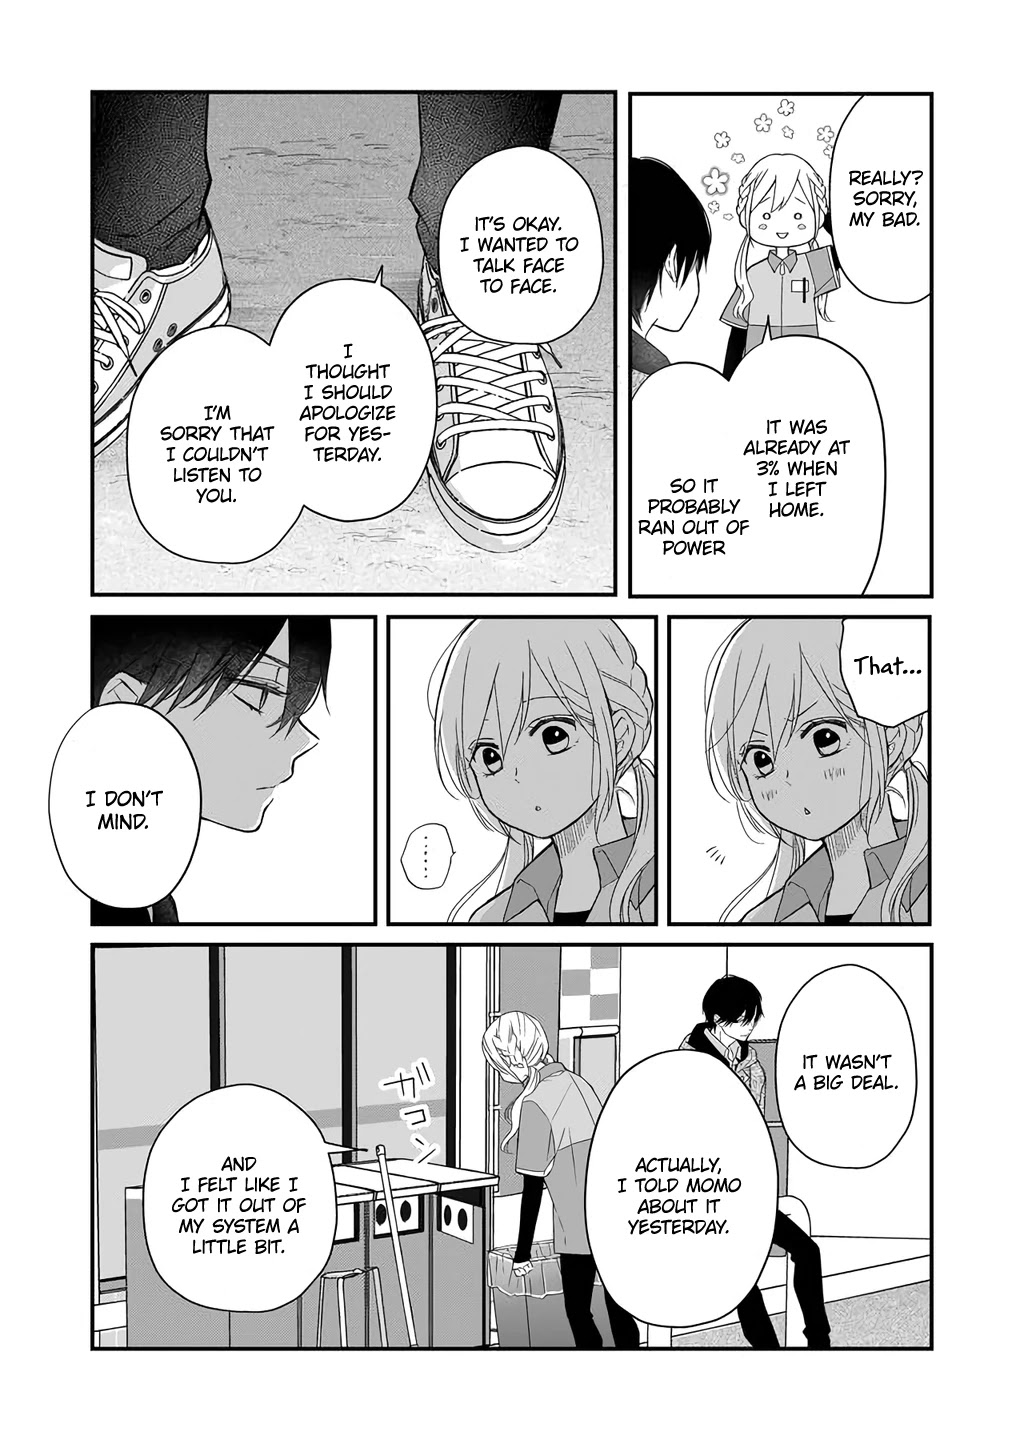 REALLY?
SORRY,
MY BAD.
IT WAS
ALREADY AT
3% WHEN
I LEFT
HOME.
SO IT
PROBABLY
RAN OUT OF
POWER
IT'S OKAY.
I WANTED TO
TALK FACE
TO FACE.
I
THOUGHT
I SHOULD
APOLOGIZE
FOR YES-
TERDAY.
I'M
SORRY THAT
I COULDN'T
LISTEN TO
YOU.
That...
......
I DON'T
MIND.
IT WASN'T
A BIG DEAL.
ACTUALLY,
I TOLD MOMO
ABOUT IT
YESTERDAY.
ガコン
AND
I FELT LIKE I
GOT IT OUT OF
MY SYSTEM A
LITTLE BIT.